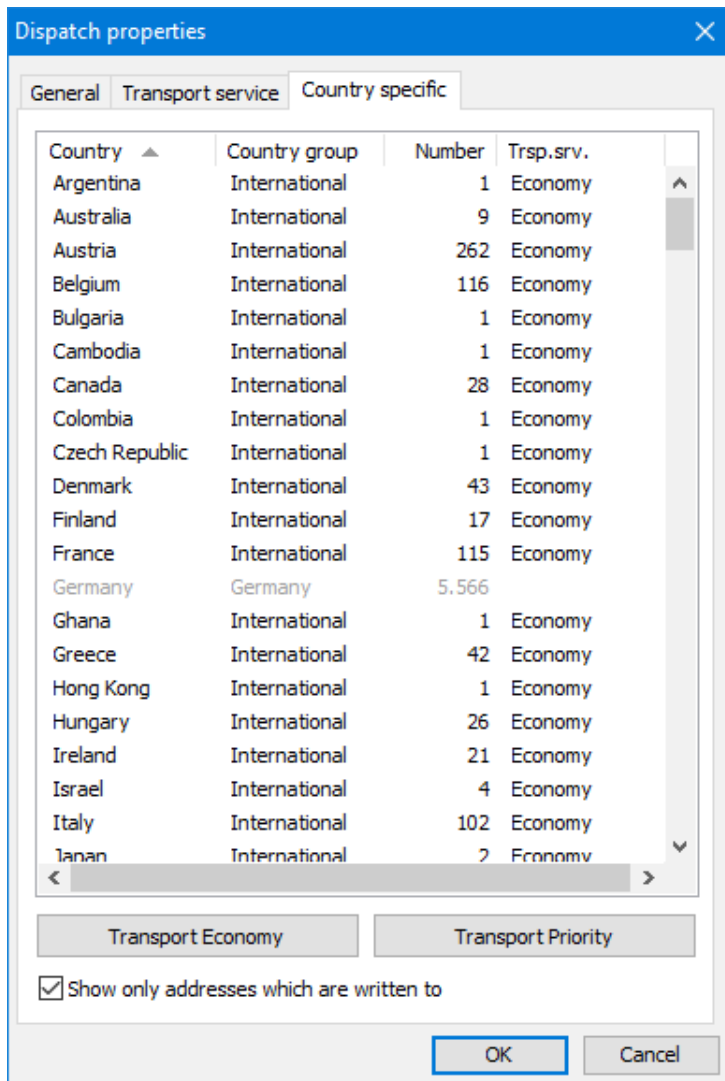 Dispatch properties
General Transport service Country specific
Country Country group Number Trsp.srv.
Argentina International 1 Economy
Australia International 9 Economy
Austria International 262 Economy
Belgium International 116 Economy
Bulgaria International 1 Economy
Cambodia International 1 Economy
Canada International 28 Economy
Colombia International 1 Economy
Czech Republic International 1 Economy
Denmark International 43 Economy
Finland International 17 Economy
France International 115 Economy
Germany Germany 5.566
Ghana International 1 Economy
Greece International 42 Economy
Hong Kong International 1 Economy
Hungary International 26 Economy
Ireland International 21 Economy
Israel International 4 Economy
Italy International 102 Economy
Japan International 2 Economy
Transport Economy Transport Priority
Show only addresses which are written to
OK Cancel